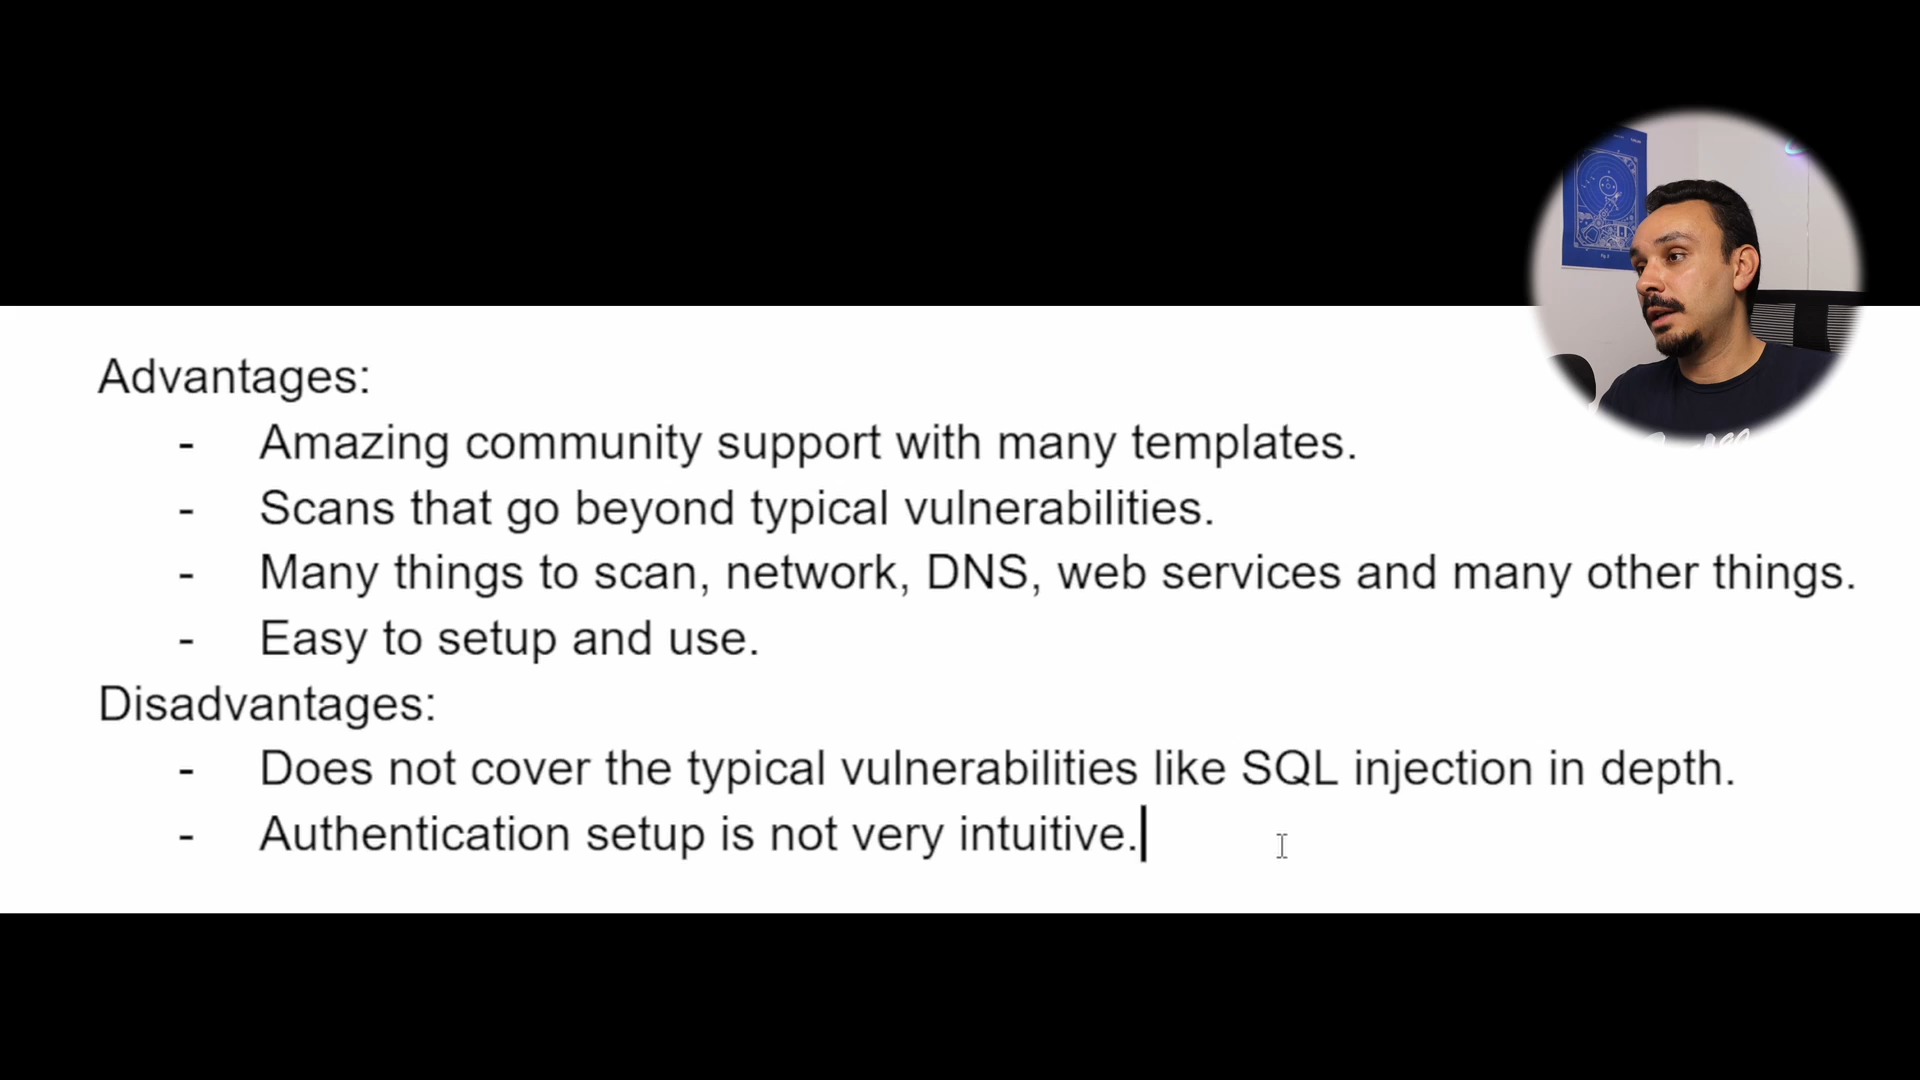 Advantages:
- Amazing community support with many templates.
- Scans that go beyond typical vulnerabilities.
- Many things to scan, network, DNS, web services and many other things.
- Easy to setup and use.
Disadvantages:
- Does not cover the typical vulnerabilities like SQL injection in depth.
- Authentication setup is not very intuitive.